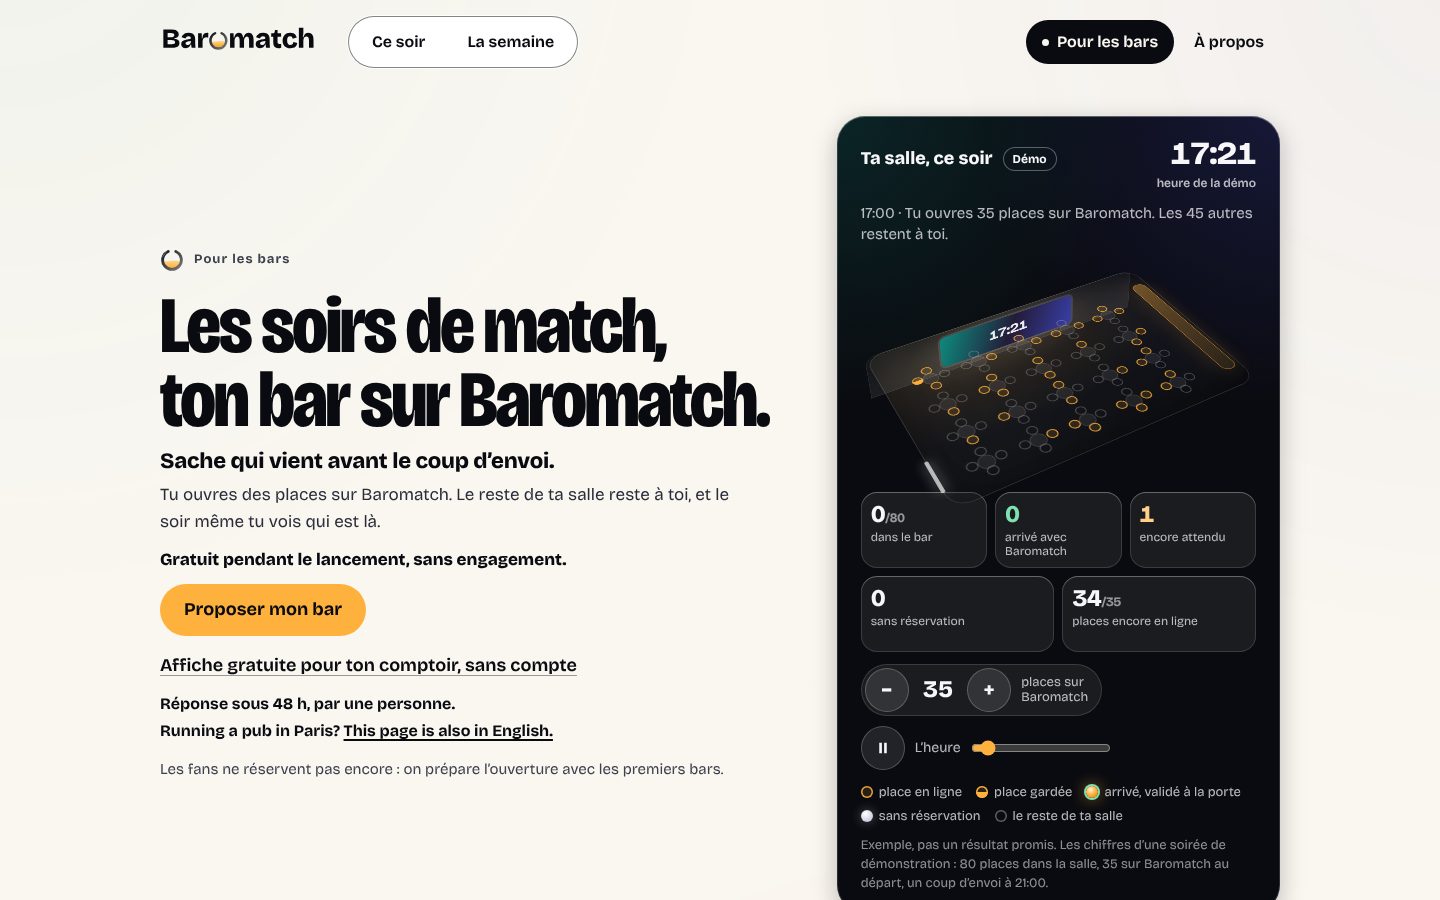 Baromatch
Ce soir
La semaine
Pour les bars
À propos
Pour les bars
Les soirs de match,
ton bar sur Baromatch.
Sache qui vient avant le coup d’envoi.
Tu ouvres des places sur Baromatch. Le reste de ta salle reste à toi, et le
soir même tu vois qui est là.
Gratuit pendant le lancement, sans engagement.
Proposer mon bar
Affiche gratuite pour ton comptoir, sans compte
Réponse sous 48 h, par une personne.
Running a pub in Paris? This page is also in English.
Les fans ne réservent pas encore : on prépare l’ouverture avec les premiers bars.
Ta salle, ce soir
Démo
17:21
heure de la démo
17:00 · Tu ouvres 35 places sur Baromatch. Les 45 autres
restent à toi.
17:21
0/80
dans le bar
0
arrivé avec
Baromatch
1
encore attendu
0
sans réservation
34/35
places encore en ligne
−
35
+
places sur
Baromatch
L’heure
place en ligne
place gardée
arrivé, validé à la porte
sans réservation
le reste de ta salle
Exemple, pas un résultat promis. Les chiffres d’une soirée de
démonstration : 80 places dans la salle, 35 sur Baromatch au
départ, un coup d’envoi à 21:00.